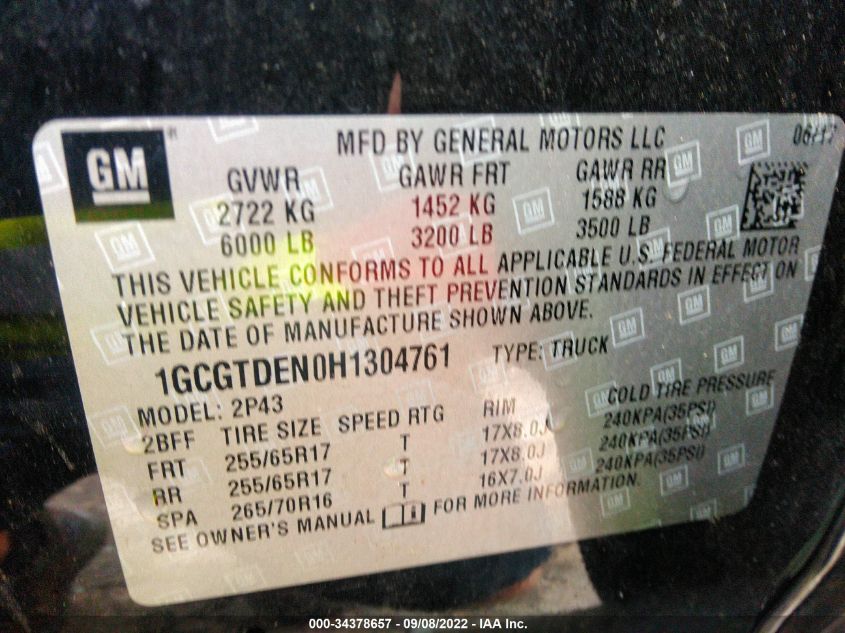 GM ®
MFD BY GENERAL MOTORS LLC 06/17
GVWR GAWR FRT GAWR RR
2722 KG 1452 KG 1588 KG
6000 LB 3200 LB 3500 LB
THIS VEHICLE CONFORMS TO ALL APPLICABLE U.S. FEDERAL MOTOR
VEHICLE SAFETY AND THEFT PREVENTION STANDARDS IN EFFECT ON
THE DATE OF MANUFACTURE SHOWN ABOVE.
1GCGTDEN0H1304761 TYPE: TRUCK
MODEL: 2P43
2BFF TIRE SIZE SPEED RTG RIM COLD TIRE PRESSURE
FRT 255/65R17 T 17X8.0J 240KPA(35PSI)
RR 255/65R17 T 17X8.0J 240KPA(35PSI)
SPA 265/70R16 T 16X7.0J 240KPA(35PSI)
SEE OWNER'S MANUAL FOR MORE INFORMATION.
000-34378657 - 09/08/2022 - IAA Inc.